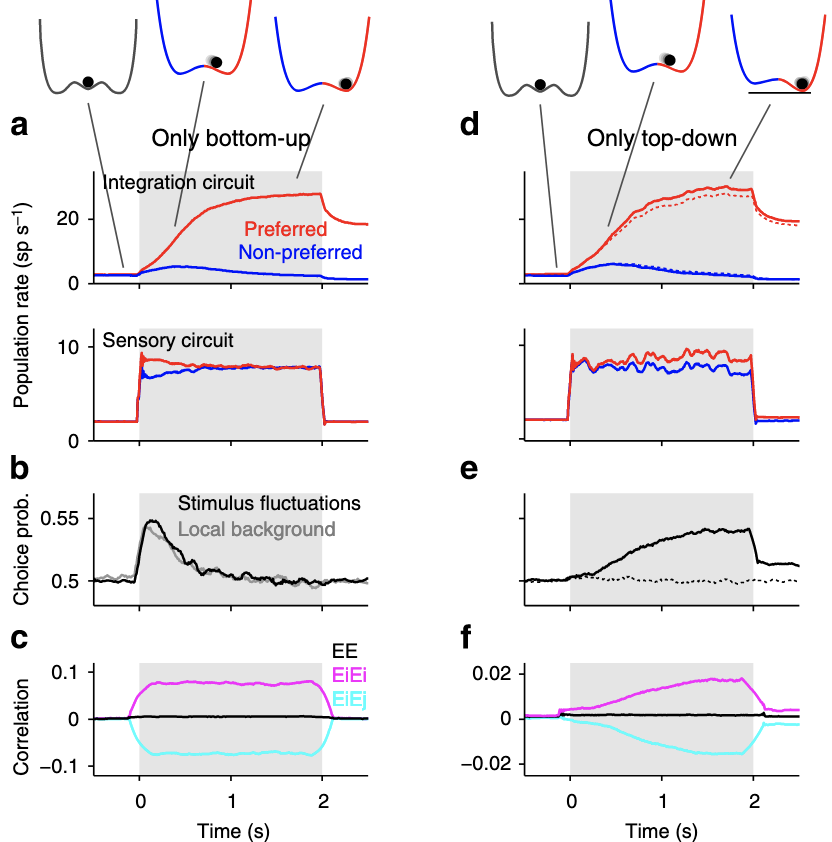 a
d
Only bottom-up
Only top-down
Population rate (sp s⁻¹)
Integration circuit
20
0
Preferred
Non-preferred
0
Sensory circuit
10
0
b
e
Choice prob.
0.55
0.5
Stimulus fluctuations
Local background
c
f
Correlation
0.1
0
−0.1
EE
EiEi
EiEj
0.02
0
−0.02
0
1
2
Time (s)
0
1
2
Time (s)